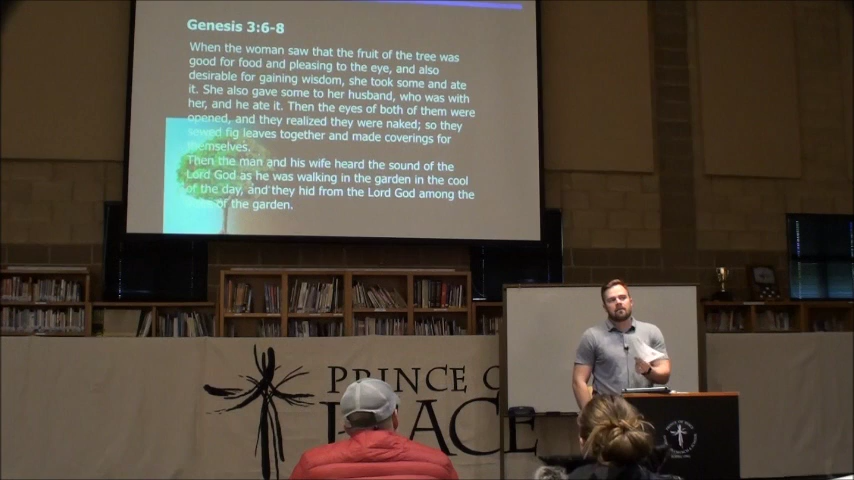 Genesis 3:6-8
When the woman saw that the fruit of the tree was
good for food and pleasing to the eye, and also
desirable for gaining wisdom, she took some and ate
it. She also gave some to her husband, who was with
her, and he ate it. Then the eyes of both of them were
opened, and they realized they were naked; so they
sewed fig leaves together and made coverings for
themselves.
Then the man and his wife heard the sound of the
Lord God as he was walking in the garden in the cool
of the day, and they hid from the Lord God among the
of the garden.
PRINCE